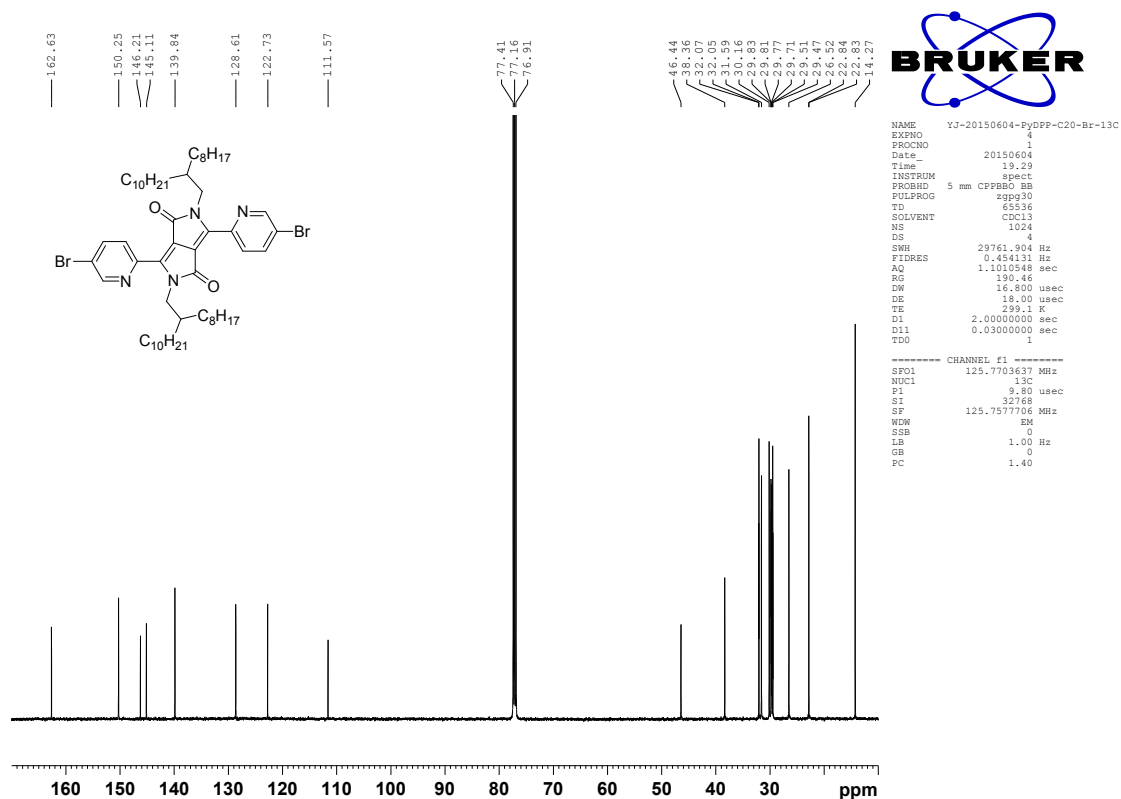 162.63
150.25
146.21
145.11
139.84
128.61
122.73
111.57
77.41
77.16
76.91
46.44
38.36
32.07
32.05
31.59
30.16
29.83
29.81
29.77
29.71
29.51
29.47
26.52
22.84
22.83
14.27
BRUKER
NAME YJ-20150604-PyDPP-C20-Br-13C
EXPNO 4
PROCNO 1
Date_ 20150604
Time 19.29
INSTRUM spect
PROBHD 5 mm CPPBBO BB
PULPROG zgpg30
TD 65536
SOLVENT CDCl3
NS 1024
DS 4
SWH 29761.904 Hz
FIDRES 0.454131 Hz
AQ 1.1010548 sec
RG 190.46
DW 16.800 usec
DE 18.00 usec
TE 299.1 K
D1 2.00000000 sec
D11 0.03000000 sec
TD0 1
======== CHANNEL f1 ========
SFO1 125.7703637 MHz
NUC1 13C
P1 9.80 usec
SI 32768
SF 125.7577706 MHz
WDW EM
SSB 0
LB 1.00 Hz
GB 0
PC 1.40
C8H17
C10H21
O N N Br
Br N N O
C8H17
C10H21
160 150 140 130 120 110 100 90 80 70 60 50 40 30 ppm